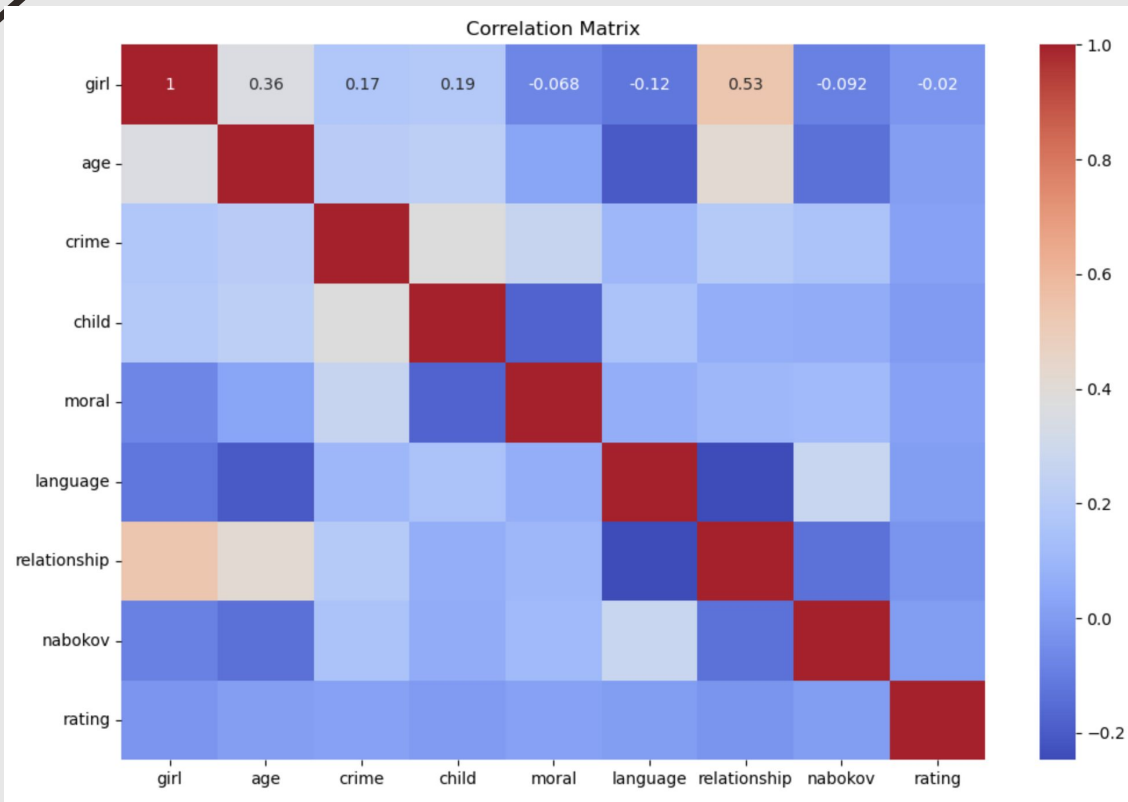 Correlation Matrix
girl 1 0.36 0.17 0.19 -0.068 -0.12 0.53 -0.092 -0.02
age
crime
child
moral
language
relationship
nabokov
rating
girl age crime child moral language relationship nabokov rating
1.0
0.8
0.6
0.4
0.2
0.0
−0.2